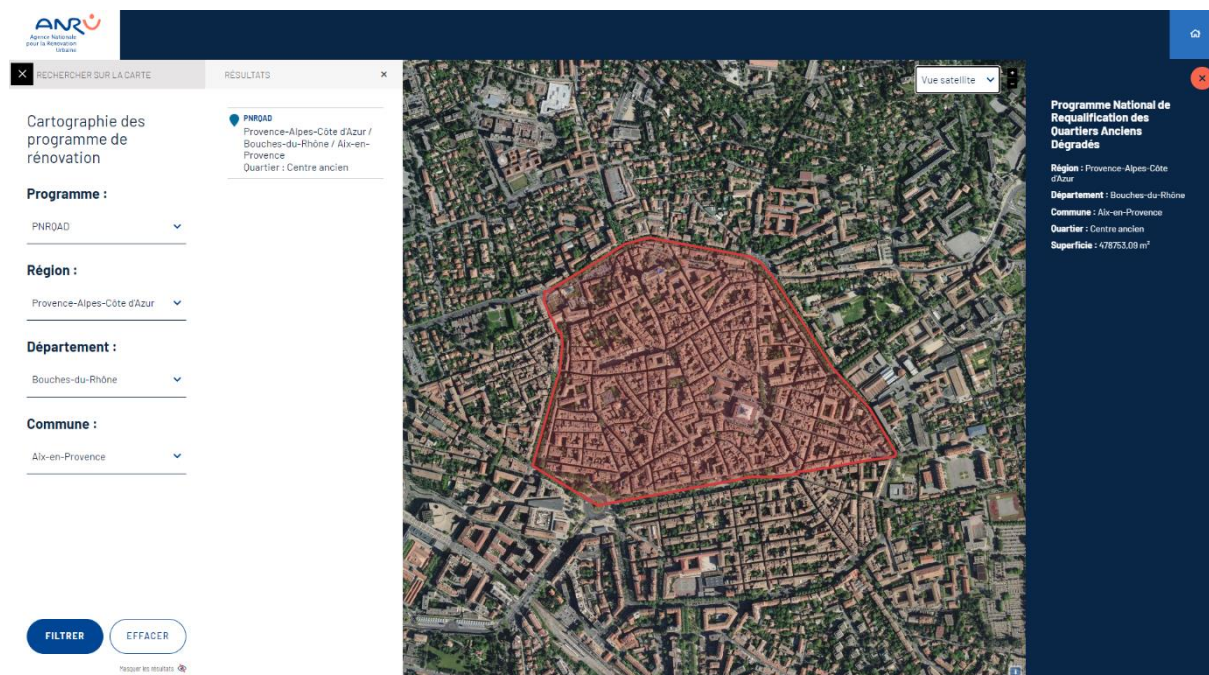 ANRU
Agence Nationale
pour la Rénovation
Urbaine
RECHERCHER SUR LA CARTE
Cartographie des
programme de
rénovation
Programme :
PNRQAD
Région :
Provence-Alpes-Côte d'Azur
Département :
Bouches-du-Rhône
Commune :
Aix-en-Provence
FILTRER
EFFACER
Masquer les résultats
RÉSULTATS
PNRQAD
Provence-Alpes-Côte d'Azur /
Bouches-du-Rhône / Aix-en-
Provence
Quartier : Centre ancien
Vue satellite
Programme National de
Requalification des
Quartiers Anciens
Dégradés
Région : Provence-Alpes-Côte
d'Azur
Département : Bouches-du-Rhône
Commune : Aix-en-Provence
Quartier : Centre ancien
Superficie : 478753.09 m²